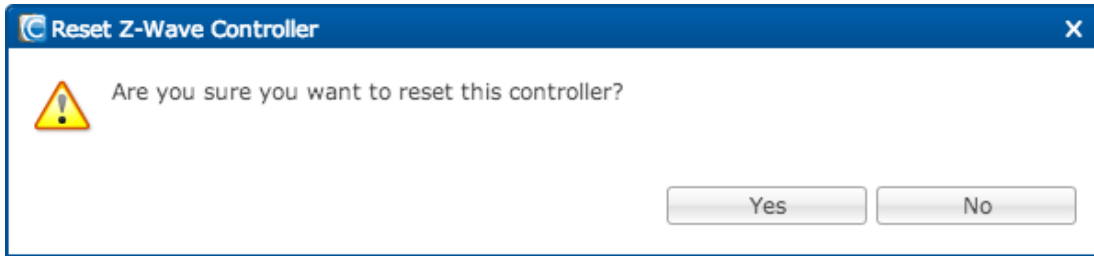 Reset Z-Wave Controller
Are you sure you want to reset this controller?
Yes No